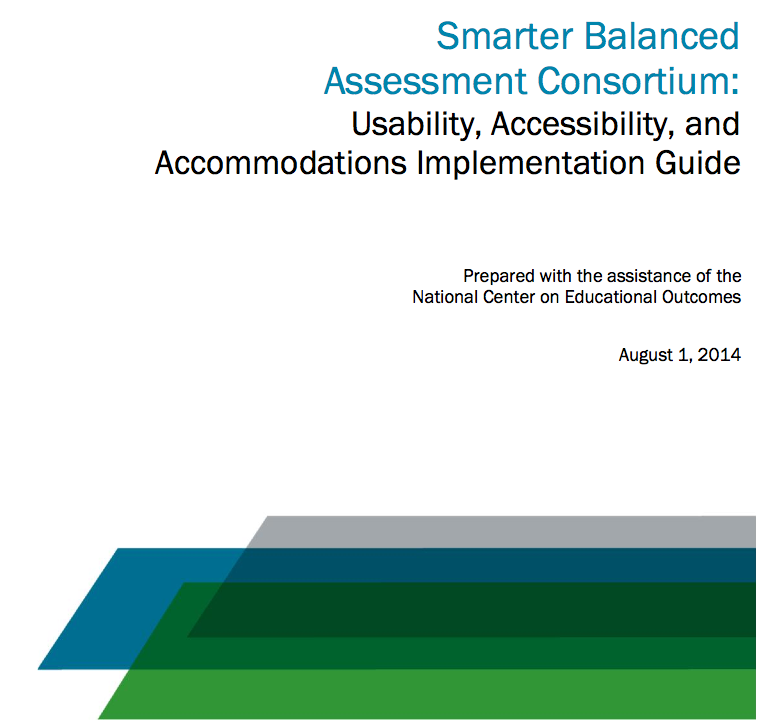 Smarter Balanced
Assessment Consortium:
Usability, Accessibility, and
Accommodations Implementation Guide
Prepared with the assistance of the
National Center on Educational Outcomes
August 1, 2014